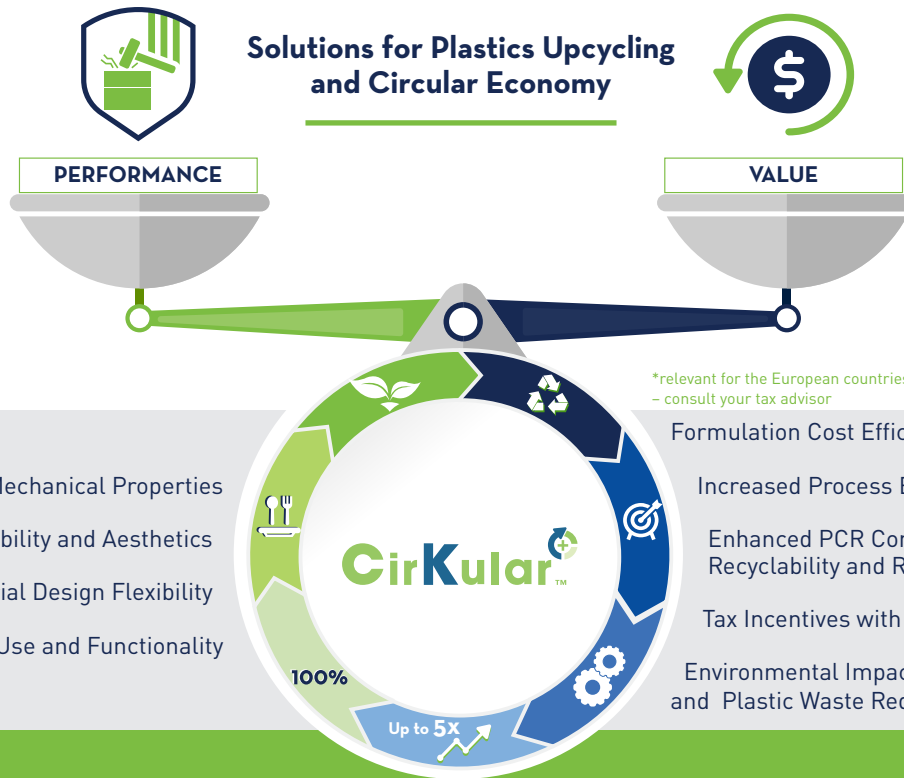 Solutions for Plastics Upcycling
and Circular Economy
$
PERFORMANCE
VALUE
*relevant for the European countries
– consult your tax advisor
Mechanical Properties
bility and Aesthetics
ial Design Flexibility
Use and Functionality
CirKular+™
100%
Up to 5x
Formulation Cost Effic
Increased Process E
Enhanced PCR Con
Recyclability and R
Tax Incentives with
Environmental Impac
and Plastic Waste Red